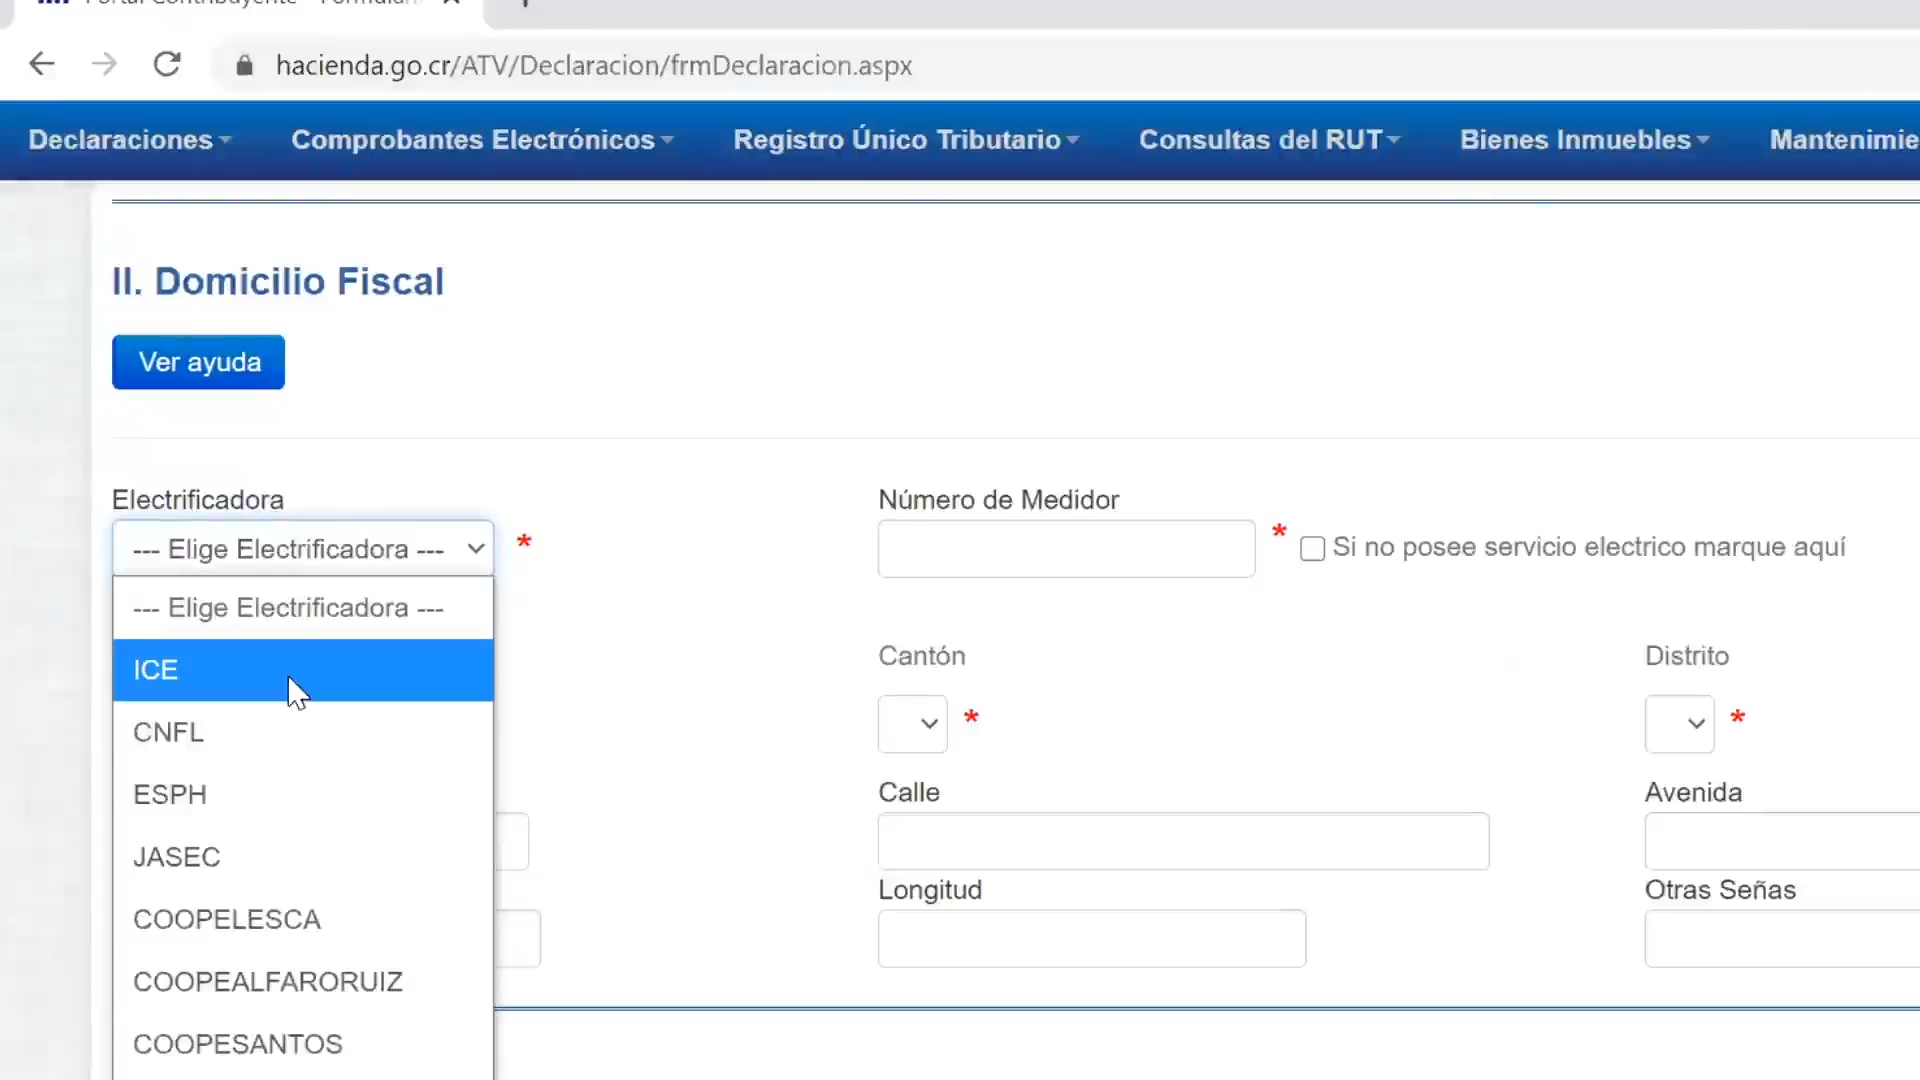 hacienda.go.cr/ATV/Declaracion/frmDeclaracion.aspx
Declaraciones Comprobantes Electrónicos Registro Único Tributario Consultas del RUT Bienes Inmuebles Mantenimie
II. Domicilio Fiscal
Ver ayuda
Electrificadora Número de Medidor
--- Elige Electrificadora --- * * Si no posee servicio electrico marque aquí
--- Elige Electrificadora ---
Cantón Distrito
ICE
* *
CNFL
ESPH Calle Avenida
JASEC
Longitud Otras Señas
COOPELESCA
COOPEALFARORUIZ
COOPESANTOS